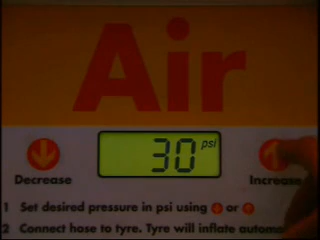 Air
30 psi
Decrease
Increase
1 Set desired pressure in psi using or
2 Connect hose to tyre. Tyre will inflate